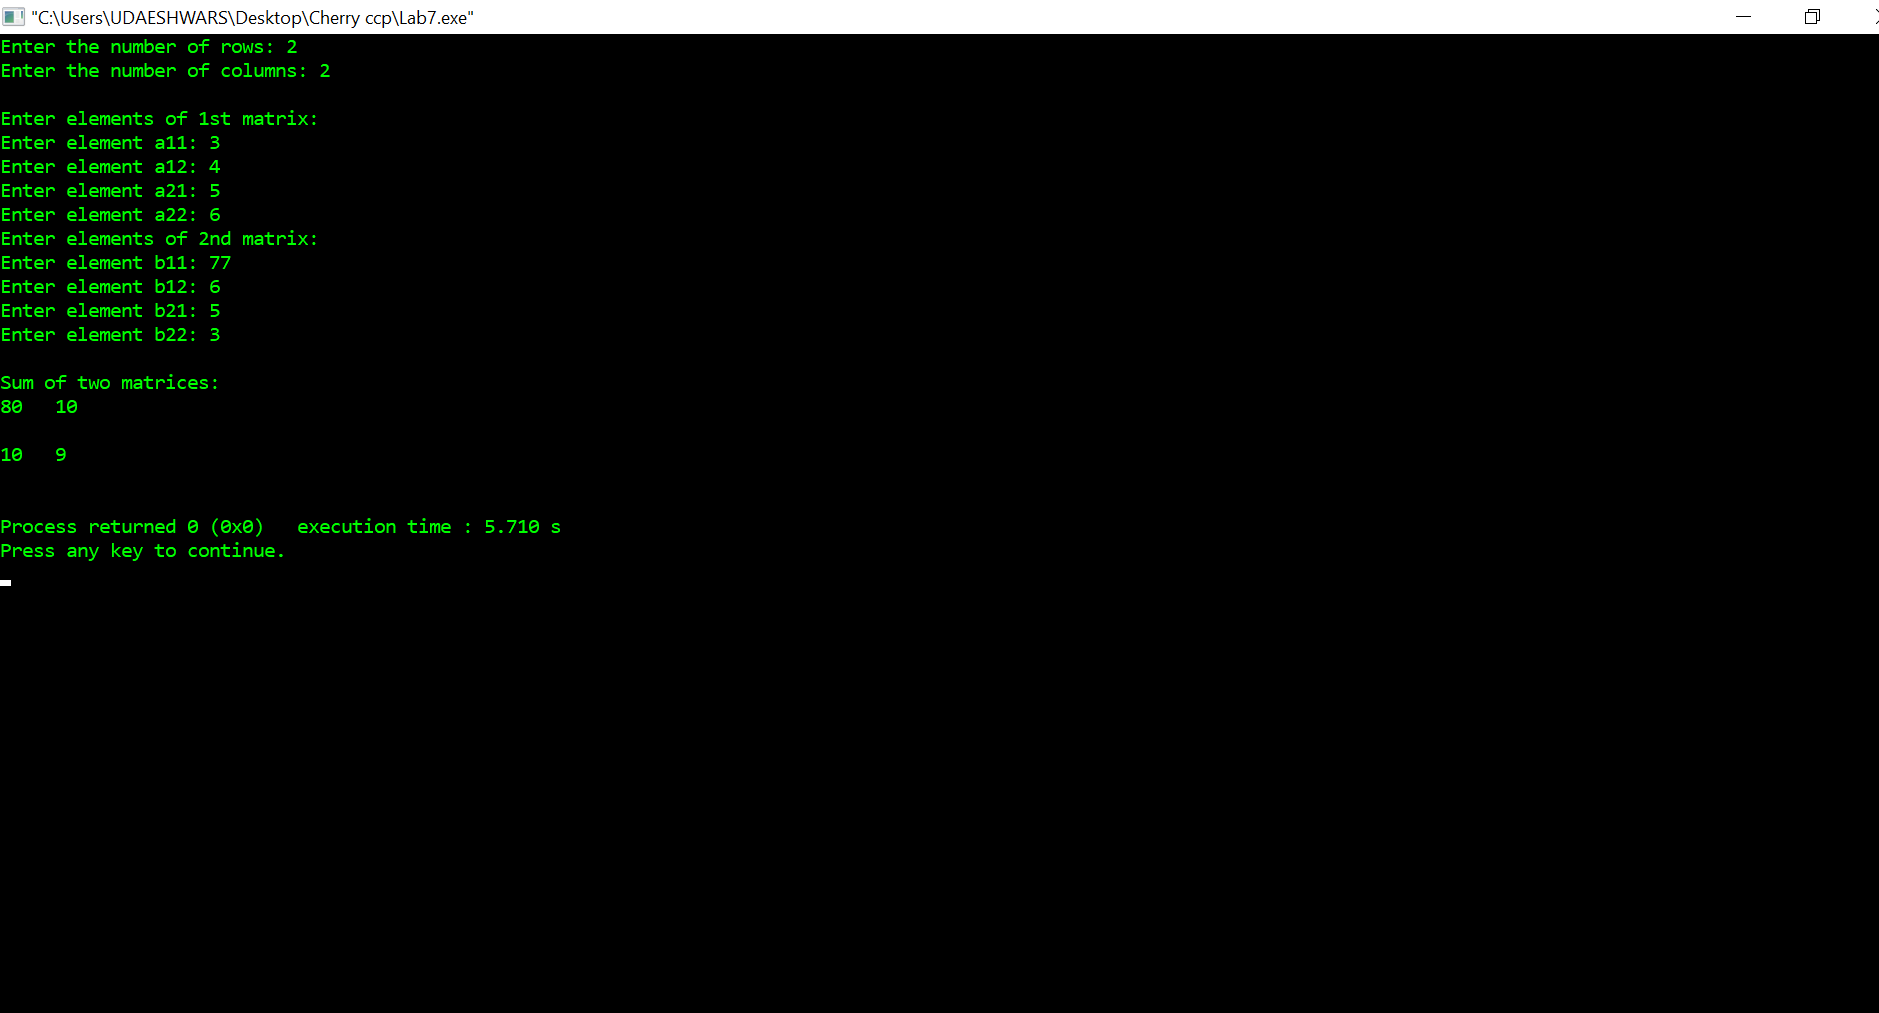 "C:\Users\UDAESHWARS\Desktop\Cherry ccp\Lab7.exe"
Enter the number of rows: 2
Enter the number of columns: 2
Enter elements of 1st matrix:
Enter element a11: 3
Enter element a12: 4
Enter element a21: 5
Enter element a22: 6
Enter elements of 2nd matrix:
Enter element b11: 77
Enter element b12: 6
Enter element b21: 5
Enter element b22: 3
Sum of two matrices:
80   10
10   9
Process returned 0 (0x0)   execution time : 5.710 s
Press any key to continue.